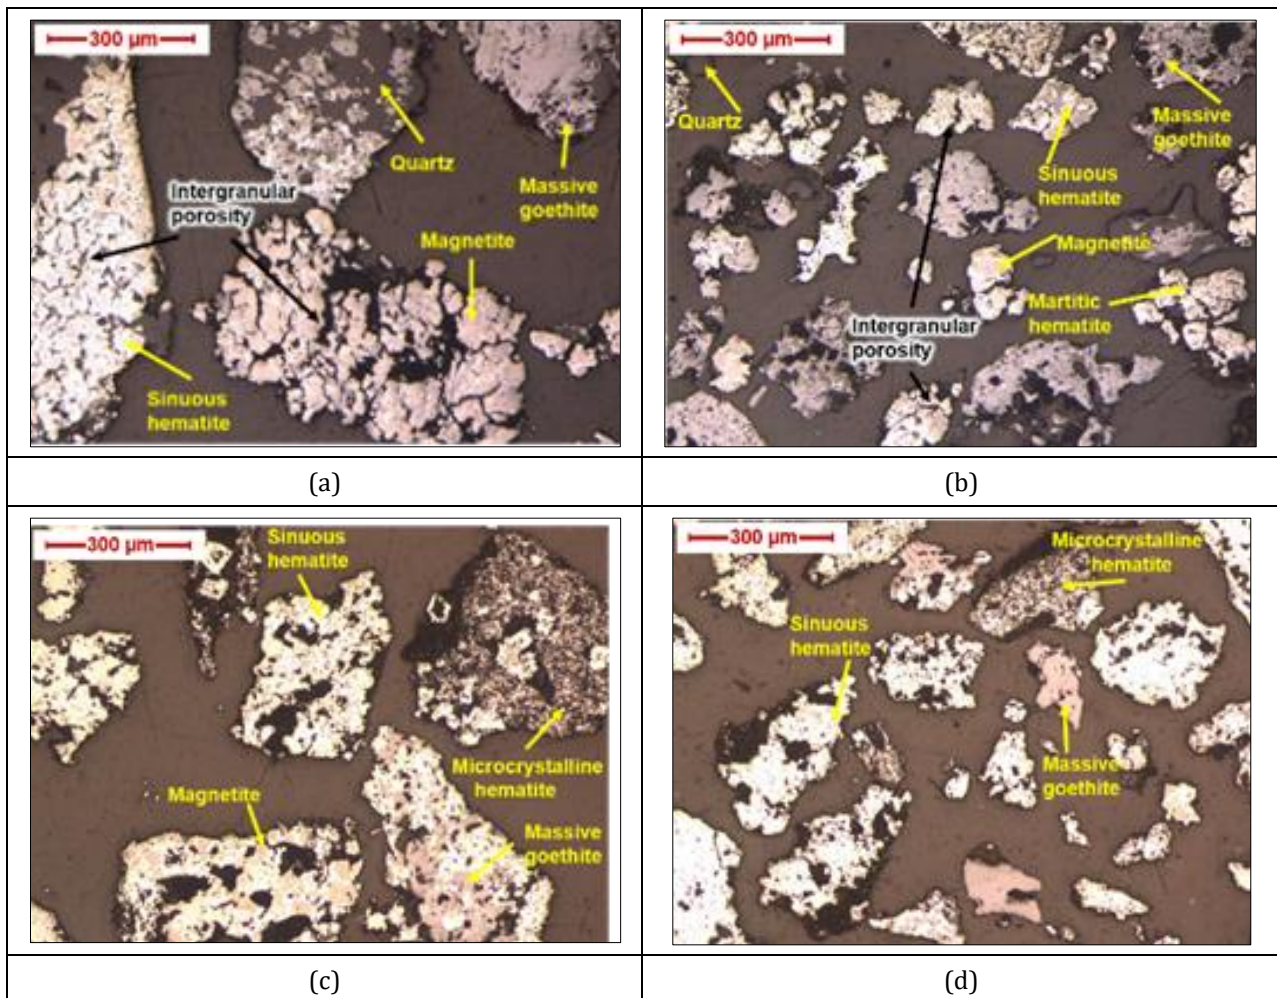 300 µm
Quartz
Intergranular
porosity
Massive
goethite
Magnetite
Sinuous
hematite
(a)
300 µm
Quartz
Massive
goethite
Sinuous
hematite
Magnetite
Martitic
hematite
Intergranular
porosity
(b)
300 µm
Sinuous
hematite
Microcrystalline
hematite
Magnetite
Massive
goethite
(c)
300 µm
Microcrystalline
hematite
Sinuous
hematite
Massive
goethite
(d)